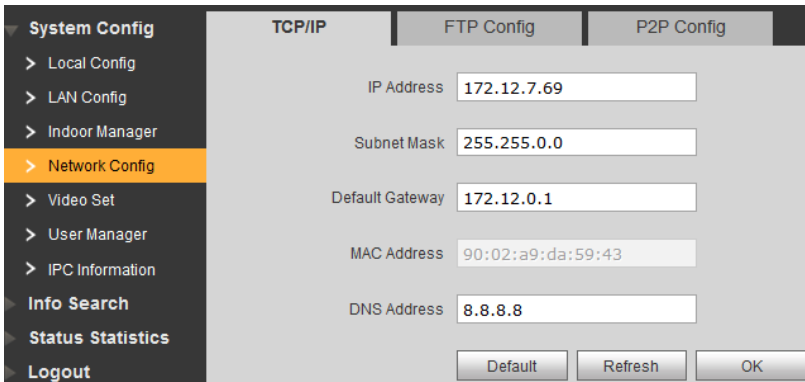 System Config
Local Config
LAN Config
Indoor Manager
Network Config
Video Set
User Manager
IPC Information
Info Search
Status Statistics
Logout
TCP/IP FTP Config P2P Config
IP Address 172.12.7.69
Subnet Mask 255.255.0.0
Default Gateway 172.12.0.1
MAC Address 90:02:a9:da:59:43
DNS Address 8.8.8.8
Default Refresh OK